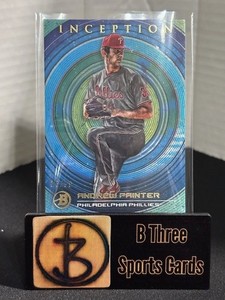 INCEPTION
ANDREW PAINTER
PHILADELPHIA PHILLIES
B Three
Sports Cards